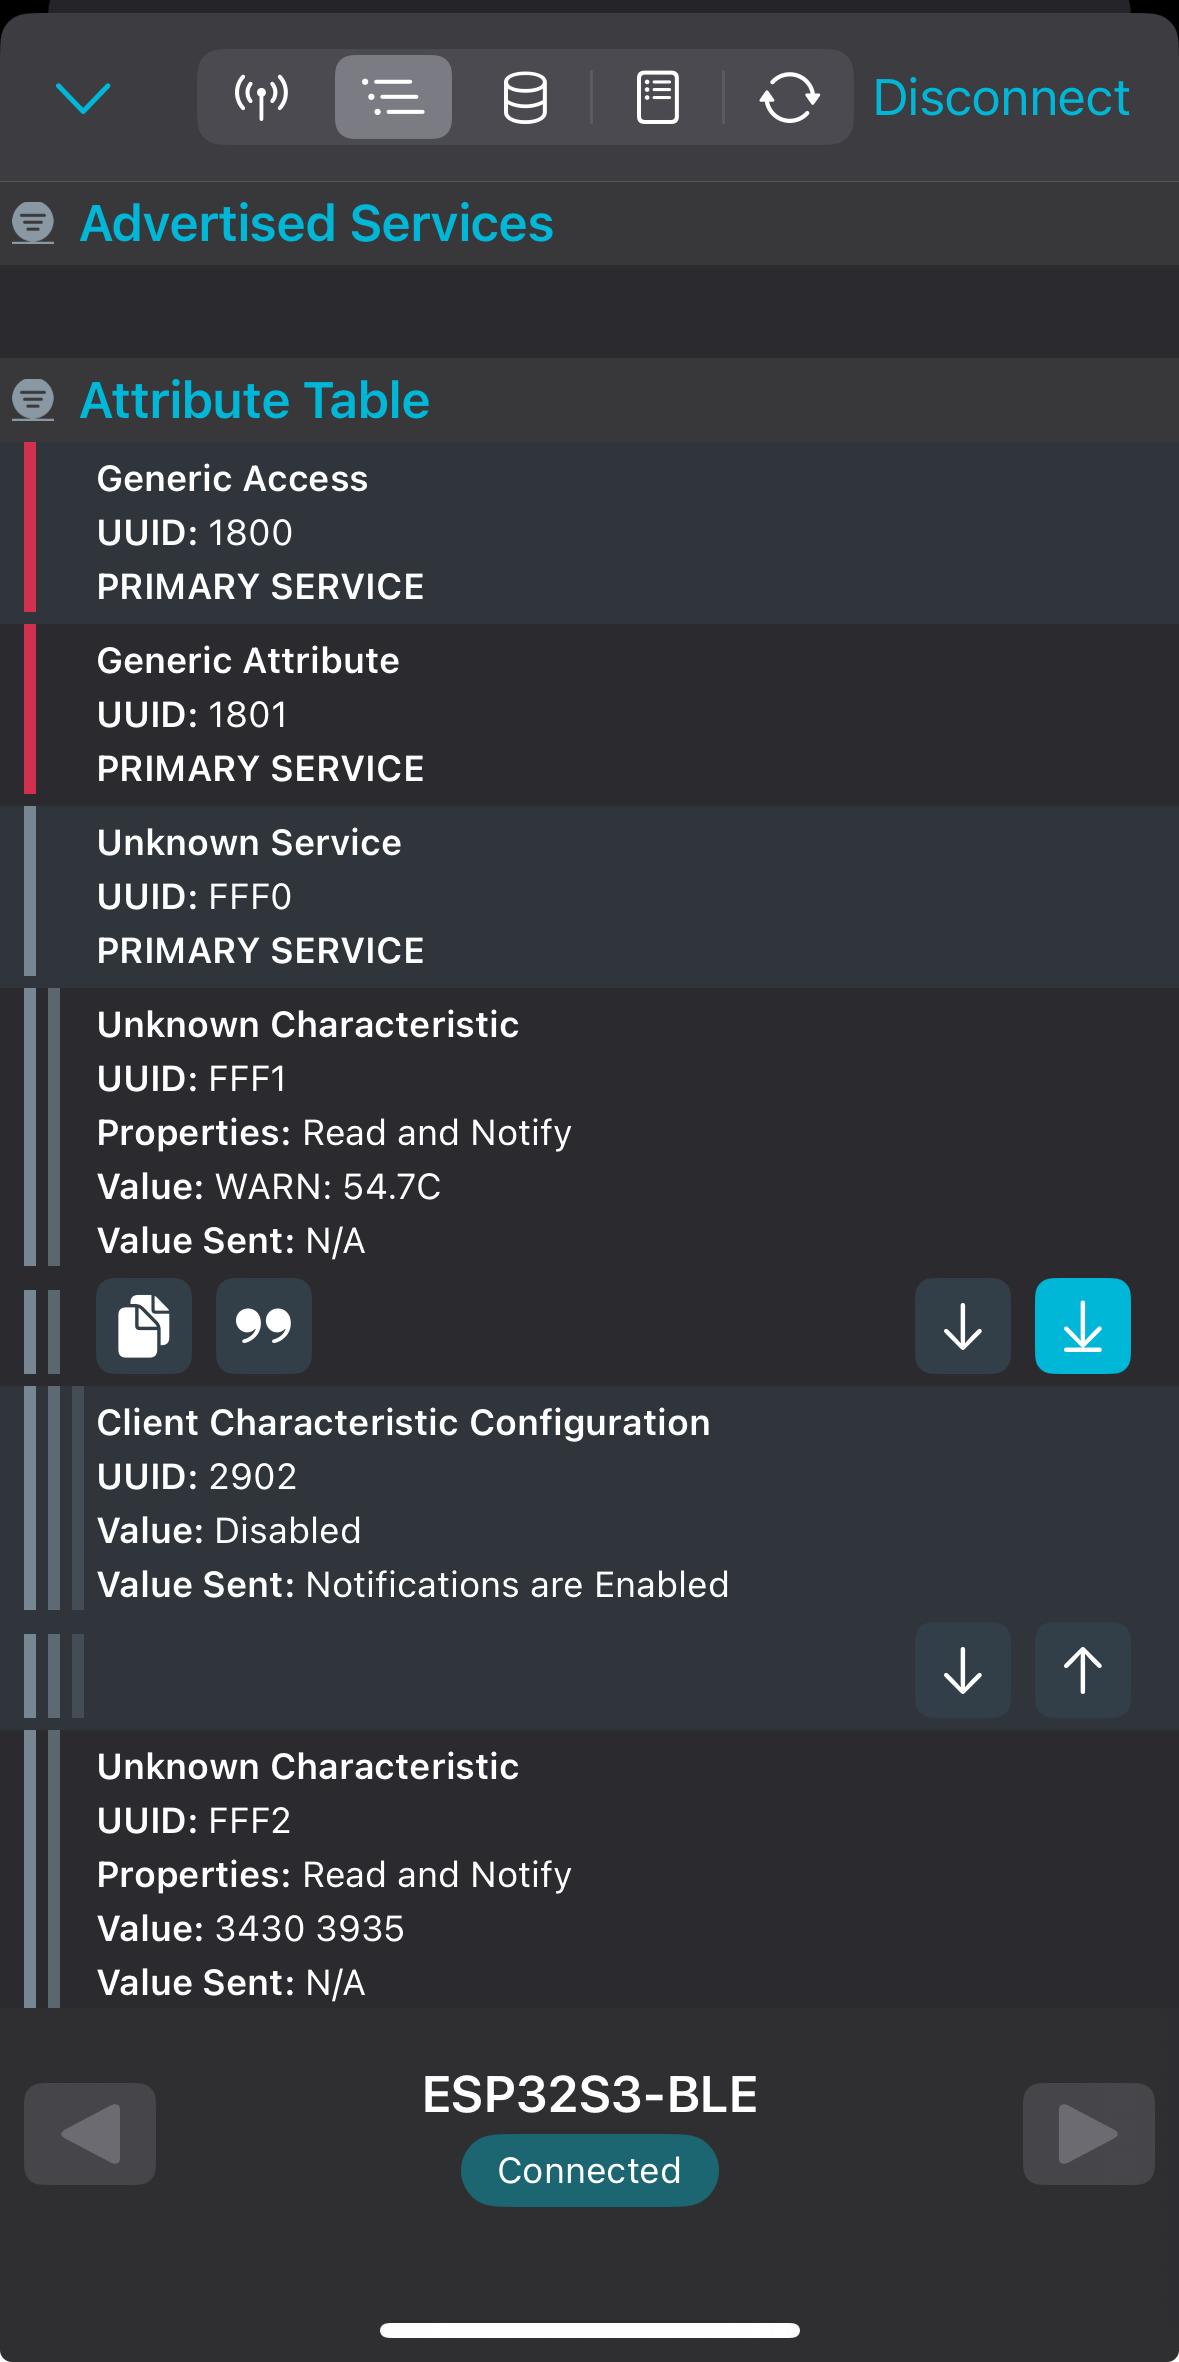 Disconnect
Advertised Services
Attribute Table
Generic Access
UUID: 1800
PRIMARY SERVICE
Generic Attribute
UUID: 1801
PRIMARY SERVICE
Unknown Service
UUID: FFF0
PRIMARY SERVICE
Unknown Characteristic
UUID: FFF1
Properties: Read and Notify
Value: WARN: 54.7C
Value Sent: N/A
Client Characteristic Configuration
UUID: 2902
Value: Disabled
Value Sent: Notifications are Enabled
Unknown Characteristic
UUID: FFF2
Properties: Read and Notify
Value: 3430 3935
Value Sent: N/A
ESP32S3-BLE
Connected